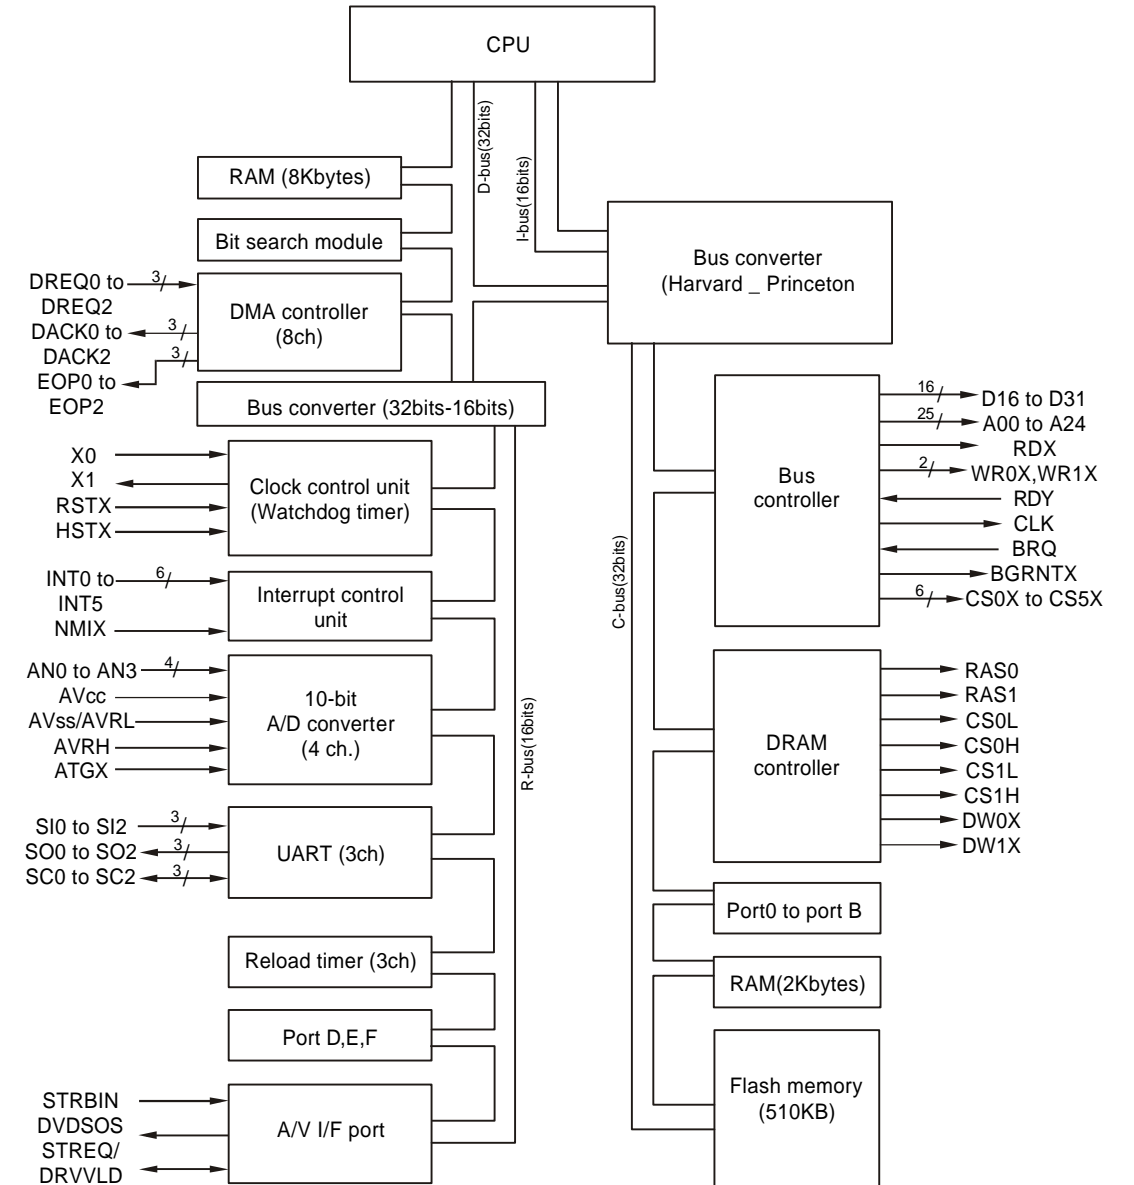 CPU
D-bus(32bits)
I-bus(16bits)
RAM (8Kbytes)
Bit search module
Bus converter
(Harvard _ Princeton
DREQ0 to
DREQ2
3
DACK0 to
DACK2
3
EOP0 to
EOP2
3
DMA controller
(8ch)
Bus converter (32bits-16bits)
X0
X1
RSTX
HSTX
Clock control unit
(Watchdog timer)
INT0 to
INT5
6
NMIX
Interrupt control
unit
AN0 to AN3
4
AVcc
AVss/AVRL
AVRH
ATGX
10-bit
A/D converter
(4 ch.)
R-bus(16bits)
SI0 to SI2
3
SO0 to SO2
3
SC0 to SC2
3
UART (3ch)
Reload timer (3ch)
Port D,E,F
STRBIN
DVDSOS
STREQ/
DRVVLD
A/V I/F port
C-bus(32bits)
Bus
controller
16
D16 to D31
25
A00 to A24
RDX
2
WR0X,WR1X
RDY
CLK
BRQ
BGRNTX
6
CS0X to CS5X
DRAM
controller
RAS0
RAS1
CS0L
CS0H
CS1L
CS1H
DW0X
DW1X
Port0 to port B
RAM(2Kbytes)
Flash memory
(510KB)